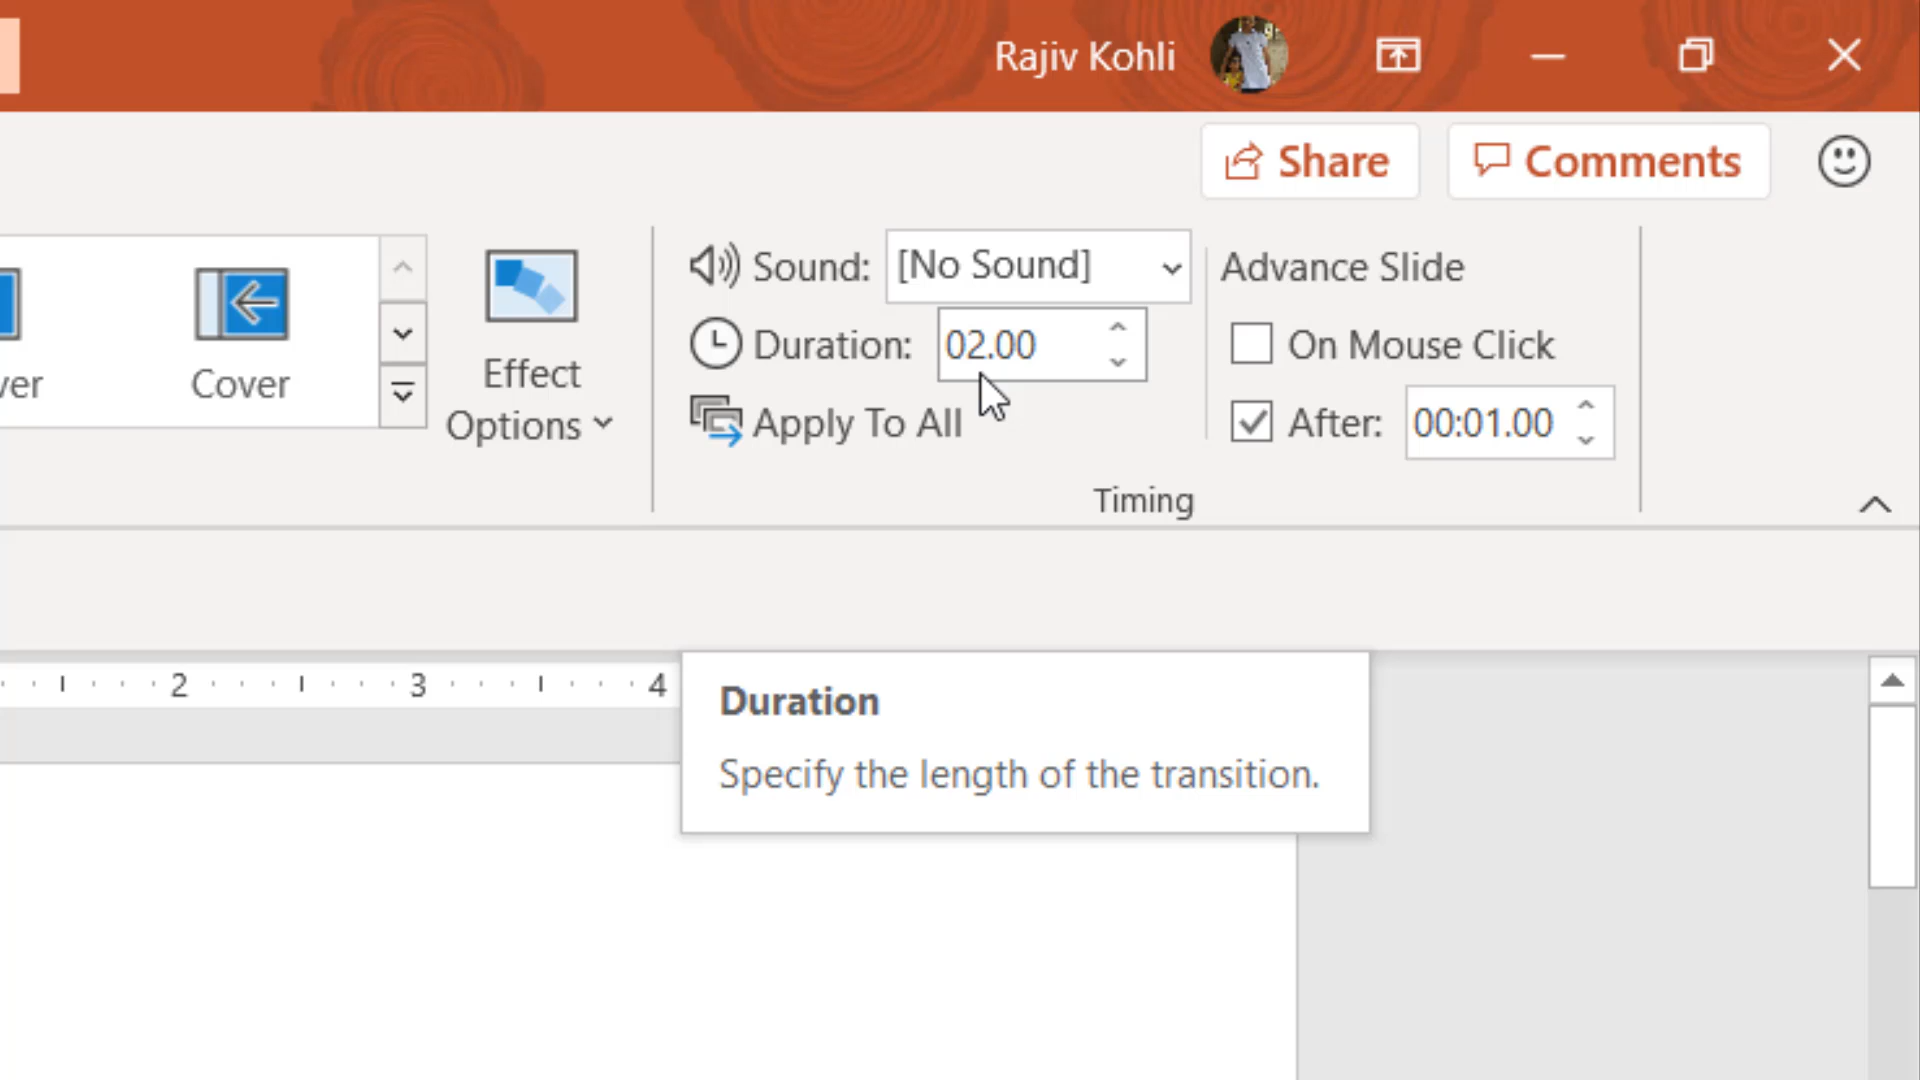 Rajiv Kohli
Share
Comments
Sound: [No Sound]
Advance Slide
Duration: 02.00
On Mouse Click
ver
Cover
Effect
Options
Apply To All
After: 00:01.00
Timing
2 3 4
Duration
Specify the length of the transition.